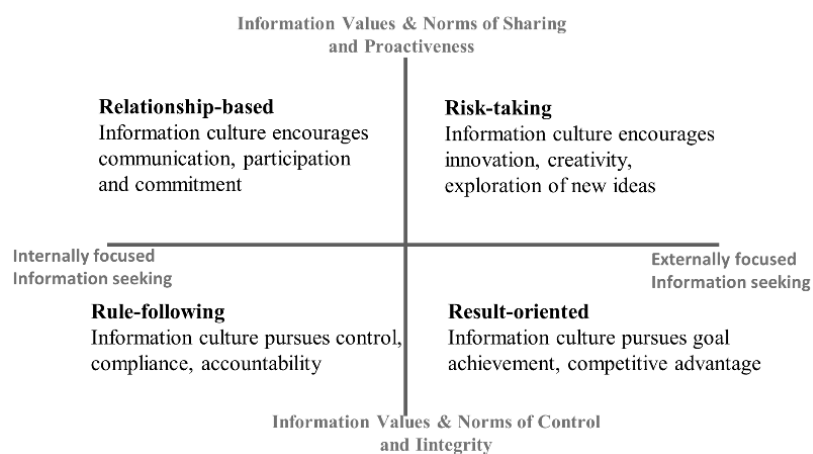 Information Values & Norms of Sharing
and Proactiveness
Relationship-based
Information culture encourages
communication, participation
and commitment
Risk-taking
Information culture encourages
innovation, creativity,
exploration of new ideas
Internally focused
Information seeking
Externally focused
Information seeking
Rule-following
Information culture pursues control,
compliance, accountability
Result-oriented
Information culture pursues goal
achievement, competitive advantage
Information Values & Norms of Control
and Iintegrity